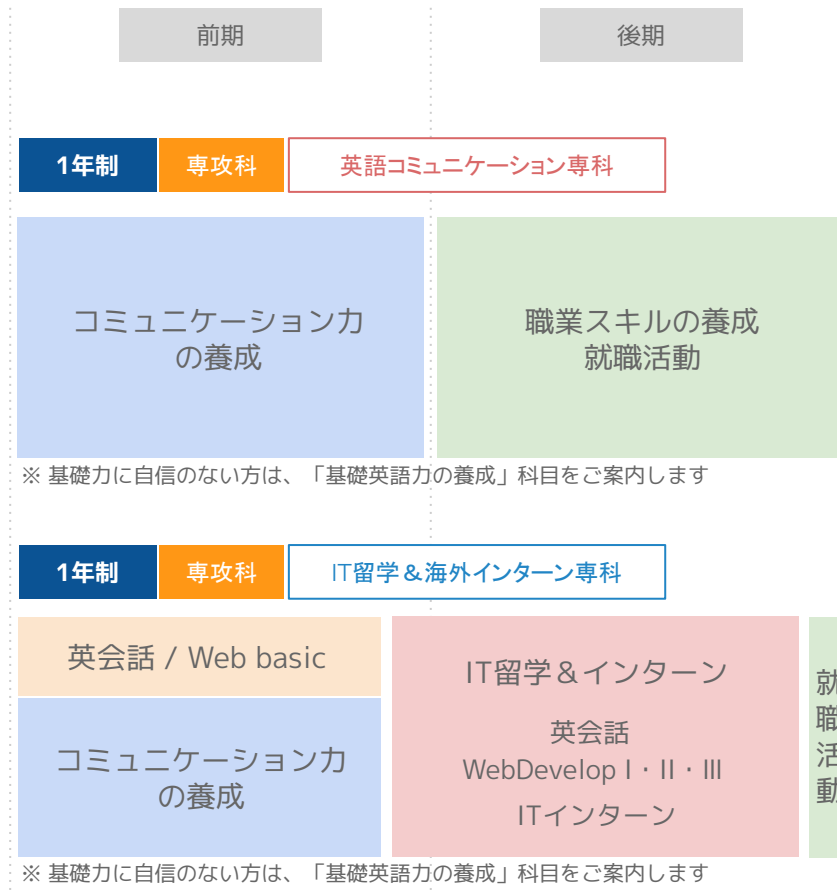 前期
後期
1年制 専攻科 英語コミュニケーション専科
コミュニケーション力
の養成
職業スキルの養成
就職活動
※ 基礎力に自信のない方は、「基礎英語力の養成」科目をご案内します
1年制 専攻科 IT留学＆海外インターン専科
英会話 / Web basic
コミュニケーション力
の養成
IT留学＆インターン
英会話
WebDevelop I・II・III
ITインターン
就
職
活
動
※ 基礎力に自信のない方は、「基礎英語力の養成」科目をご案内します